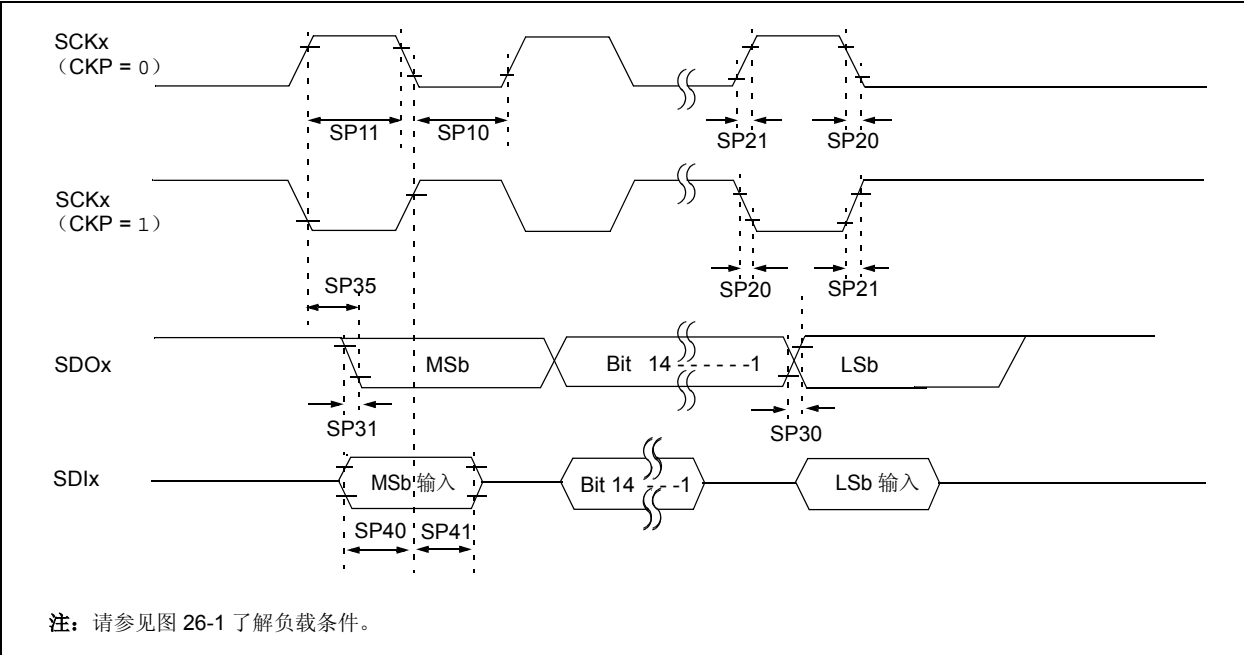 SCKx
（CKP = 0）
SP11
SP10
SP21
SP20
SCKx
（CKP = 1）
SP35
SP20
SP21
SDOx
MSb
Bit 14 - - - - - -1
LSb
SP31
SP30
SDIx
MSb 输入
Bit 14 - - - -1
LSb 输入
SP40
SP41
注：请参见图 26-1 了解负载条件。